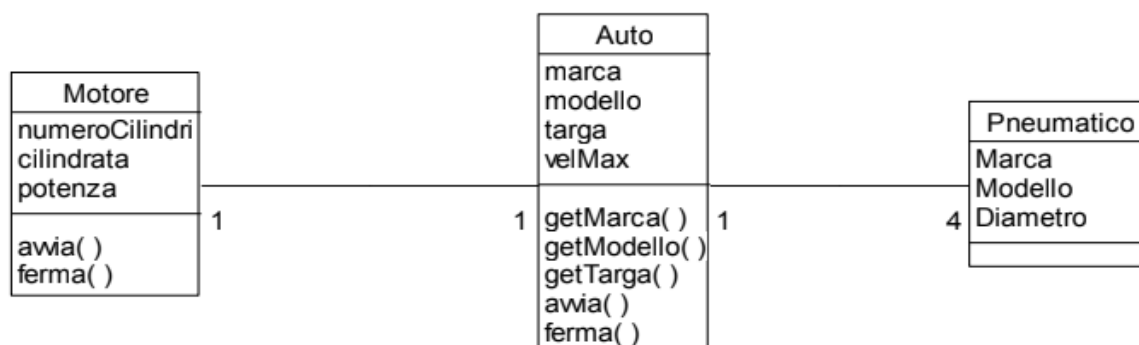 Motore
numeroCilindri
cilindrata
potenza
avvia( )
ferma( )
1
1
Auto
marca
modello
targa
velMax
getMarca( )
getModello( )
getTarga( )
avvia( )
ferma( )
1
4
Pneumatico
Marca
Modello
Diametro